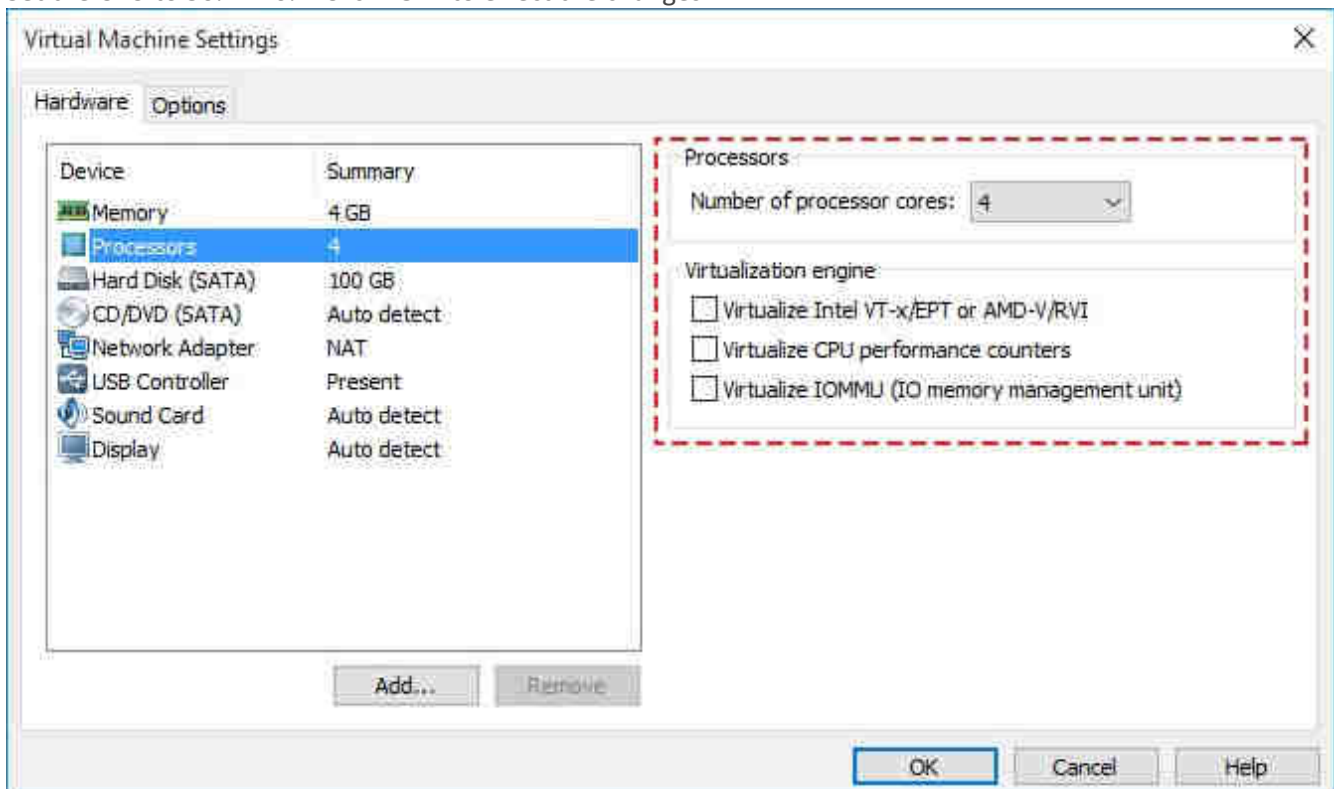 Virtual Machine Settings
Hardware Options
Device Summary
Memory 4 GB
Processors 4
Hard Disk (SATA) 100 GB
CD/DVD (SATA) Auto detect
Network Adapter NAT
USB Controller Present
Sound Card Auto detect
Display Auto detect
Add... Remove
Processors
Number of processor cores: 4
Virtualization engine
Virtualize Intel VT-x/EPT or AMD-V/RVI
Virtualize CPU performance counters
Virtualize IOMMU (IO memory management unit)
OK Cancel Help